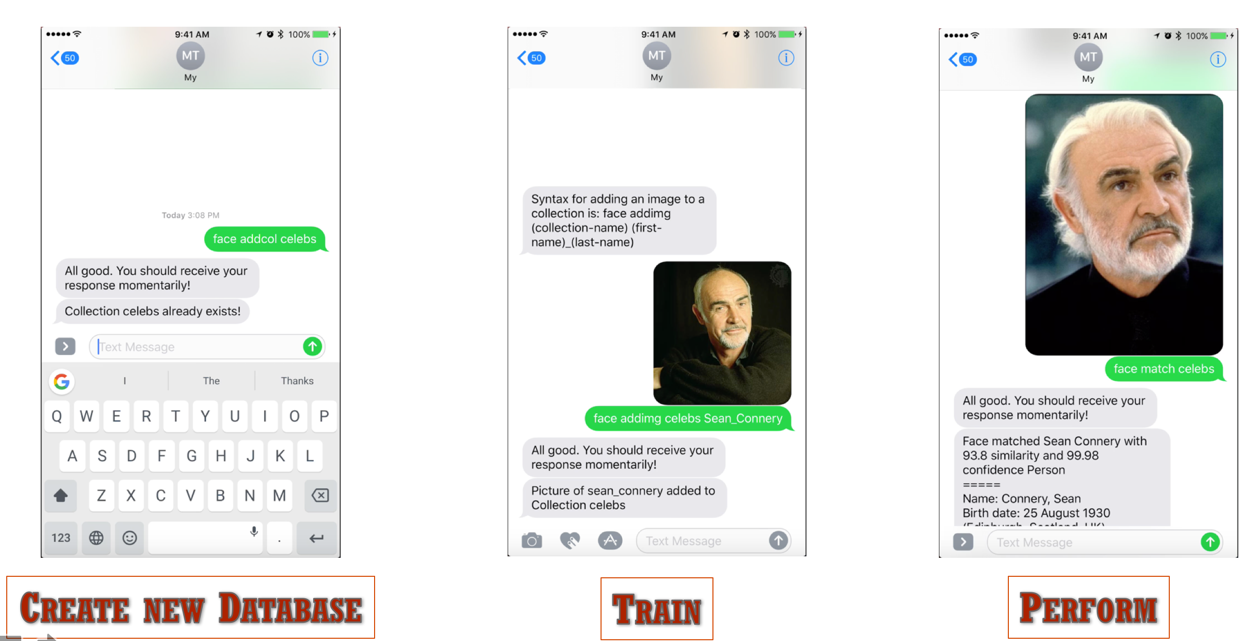 9:41 AM
100%
50
MT
My
Today 3:08 PM
face addcol celebs
All good. You should receive your
response momentarily!
Collection celebs already exists!
Text Message
I The Thanks
Q W E R T Y U I O P
A S D F G H J K L
Z X C V B N M
123 .
CREATE NEW DATABASE
9:41 AM
100%
50
MT
My
Syntax for adding an image to a
collection is: face addimg
(collection-name) (first-
name)_(last-name)
face addimg celebs Sean_Connery
All good. You should receive your
response momentarily!
Picture of sean_connery added to
Collection celebs
Text Message
TRAIN
9:41 AM
100%
50
MT
My
face match celebs
All good. You should receive your
response momentarily!
Face matched Sean Connery with
93.8 similarity and 99.98
confidence Person
=====
Name: Connery, Sean
Birth date: 25 August 1930
(Edinburgh, Scotland, UK)
Text Message
PERFORM